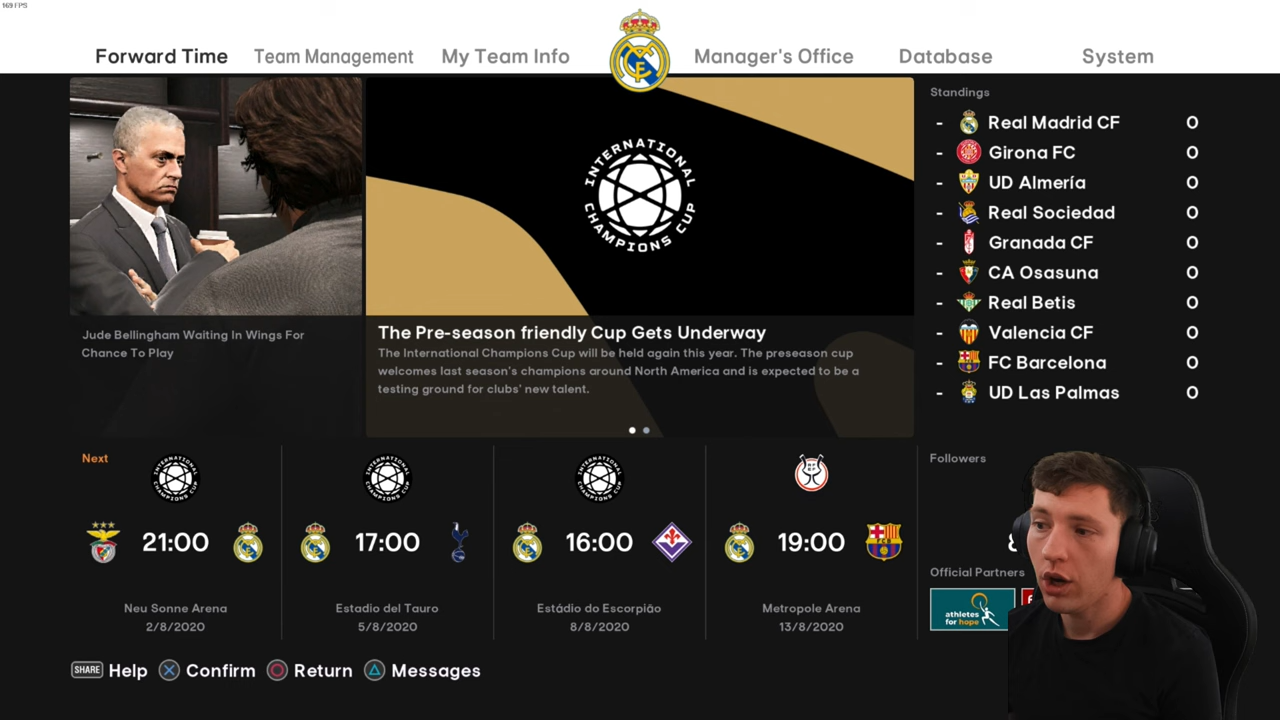 169 FPS
Forward Time
Team Management
My Team Info
Manager's Office
Database
System
Jude Bellingham Waiting In Wings For
Chance To Play
INTERNATIONAL
CHAMPIONS CUP
The Pre-season friendly Cup Gets Underway
The International Champions Cup will be held again this year. The preseason cup
welcomes last season's champions around North America and is expected to be a
testing ground for clubs' new talent.
Standings
- Real Madrid CF 0
- Girona FC 0
- UD Almería 0
- Real Sociedad 0
- Granada CF 0
- CA Osasuna 0
- Real Betis 0
- Valencia CF 0
- FC Barcelona 0
- UD Las Palmas 0
Next
21:00
Neu Sonne Arena
2/8/2020
17:00
Estadio del Tauro
5/8/2020
16:00
Estádio do Escorpião
8/8/2020
19:00
Metropole Arena
13/8/2020
Followers
Official Partners
athletes
for hope
SHARE Help Confirm Return Messages